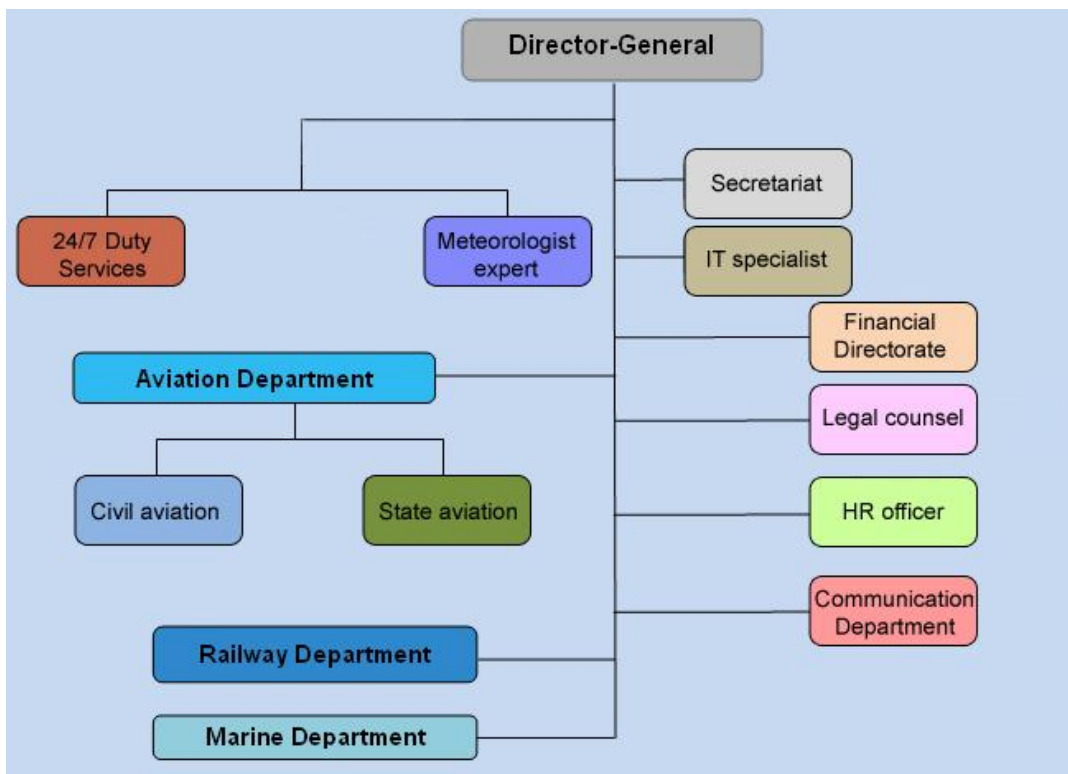 Director-General
Secretariat
24/7 Duty
Services
Meteorologist
expert
IT specialist
Financial
Directorate
Aviation Department
Legal counsel
Civil aviation
State aviation
HR officer
Communication
Department
Railway Department
Marine Department